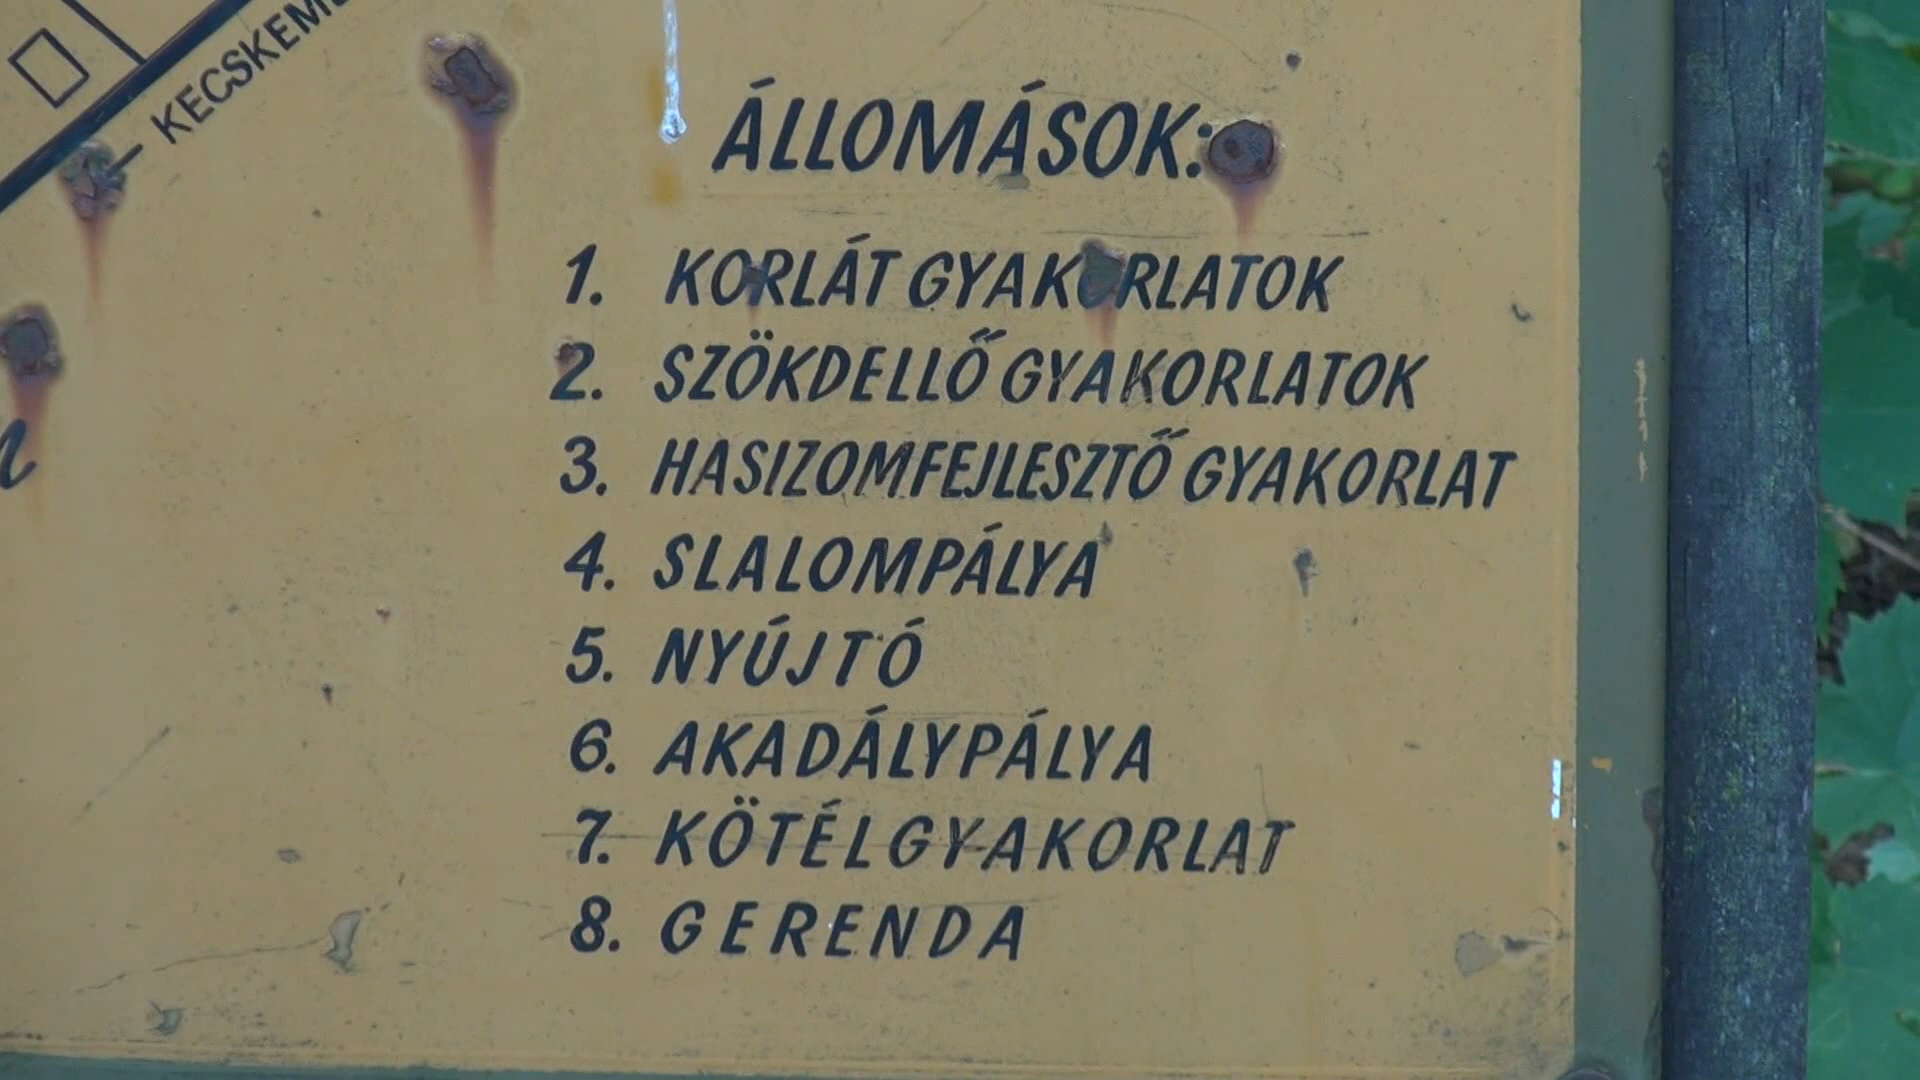 KECSKEM
ÁLLOMÁSOK:
1. KORLÁT GYAKORLATOK
2. SZÖKDELLŐ GYAKORLATOK
3. HASIZOMFEJLESZTŐ GYAKORLAT
4. SLALOMPÁLYA
5. NYÚJTÓ
6. AKADÁLYPÁLYA
7. KÖTÉLGYAKORLAT
8. GERENDA